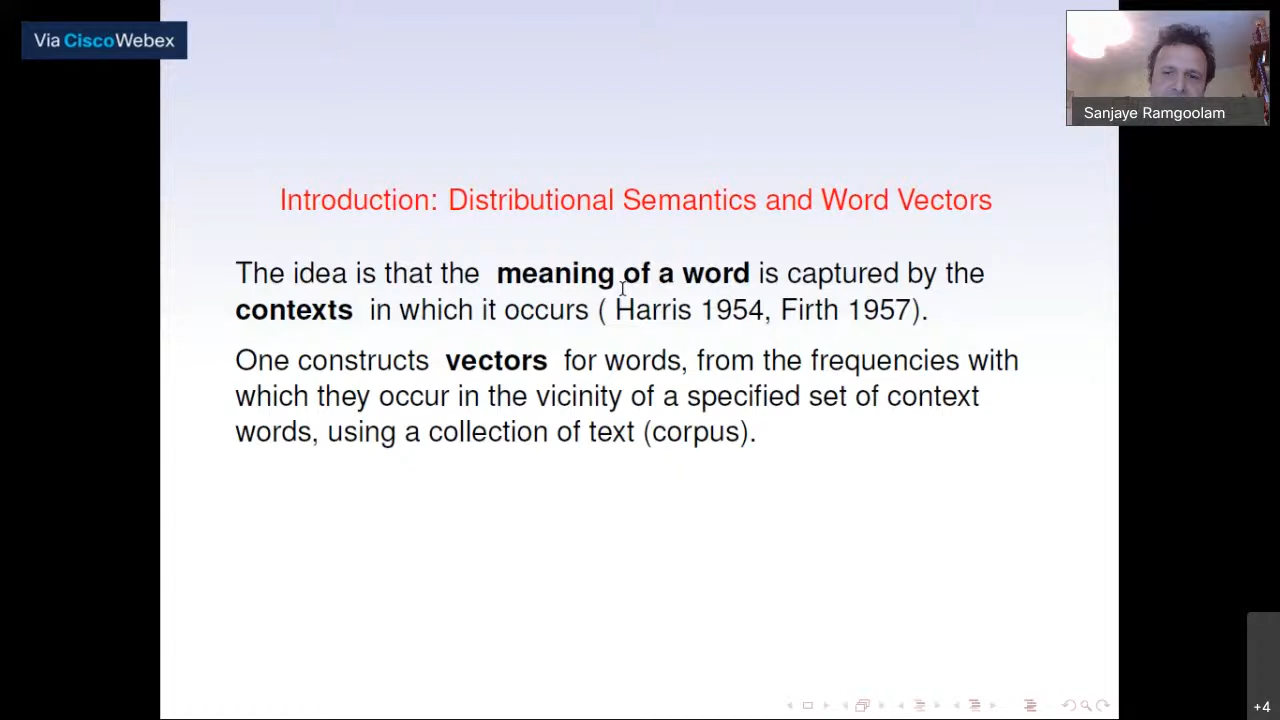 Via CiscoWebex
Sanjaye Ramgoolam
Introduction: Distributional Semantics and Word Vectors
The idea is that the meaning of a word is captured by the
contexts in which it occurs ( Harris 1954, Firth 1957).
One constructs vectors for words, from the frequencies with
which they occur in the vicinity of a specified set of context
words, using a collection of text (corpus).
+4